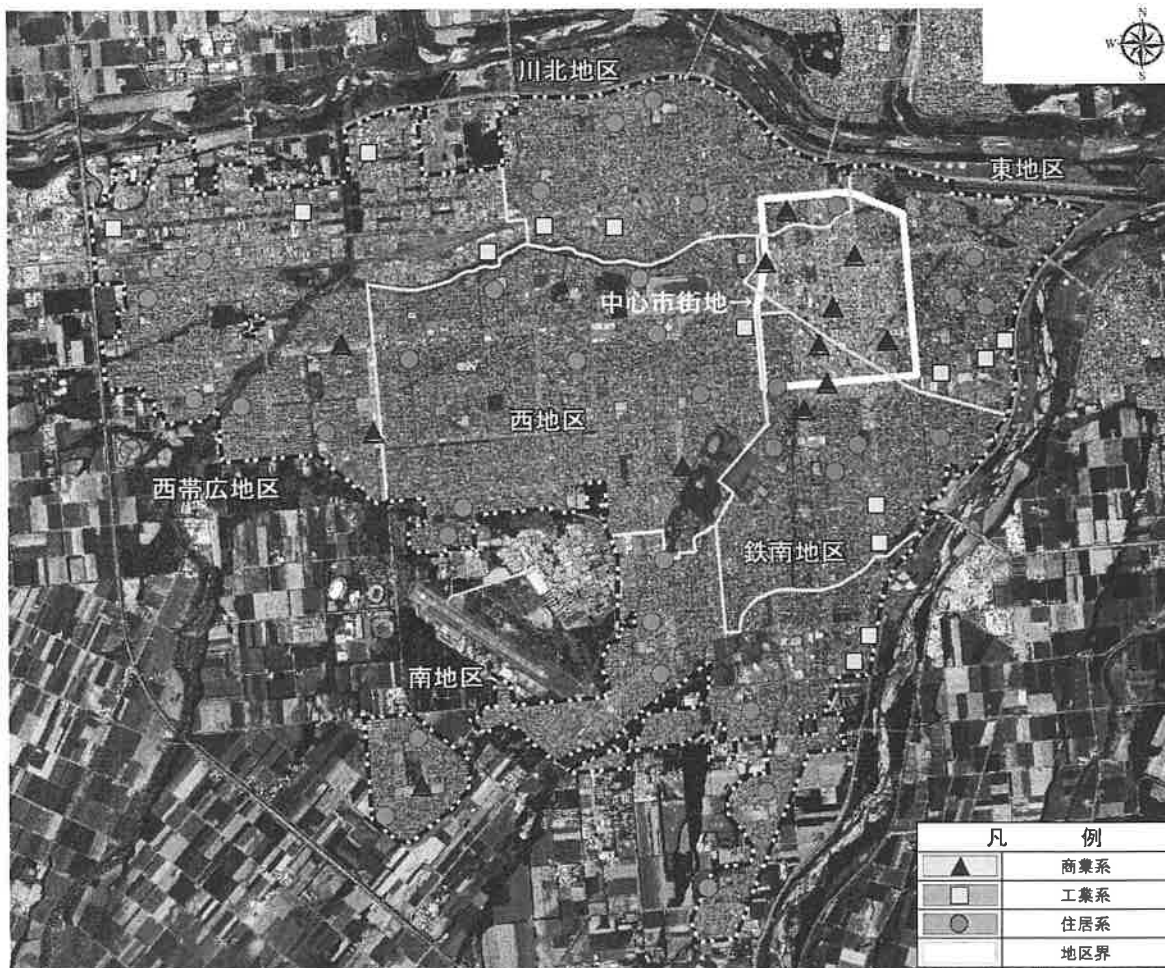 N
W
S
川北地区
東地区
中心市街地→
西地区
西帯広地区
鉄南地区
南地区
凡 例
商業系
工業系
住居系
地区界